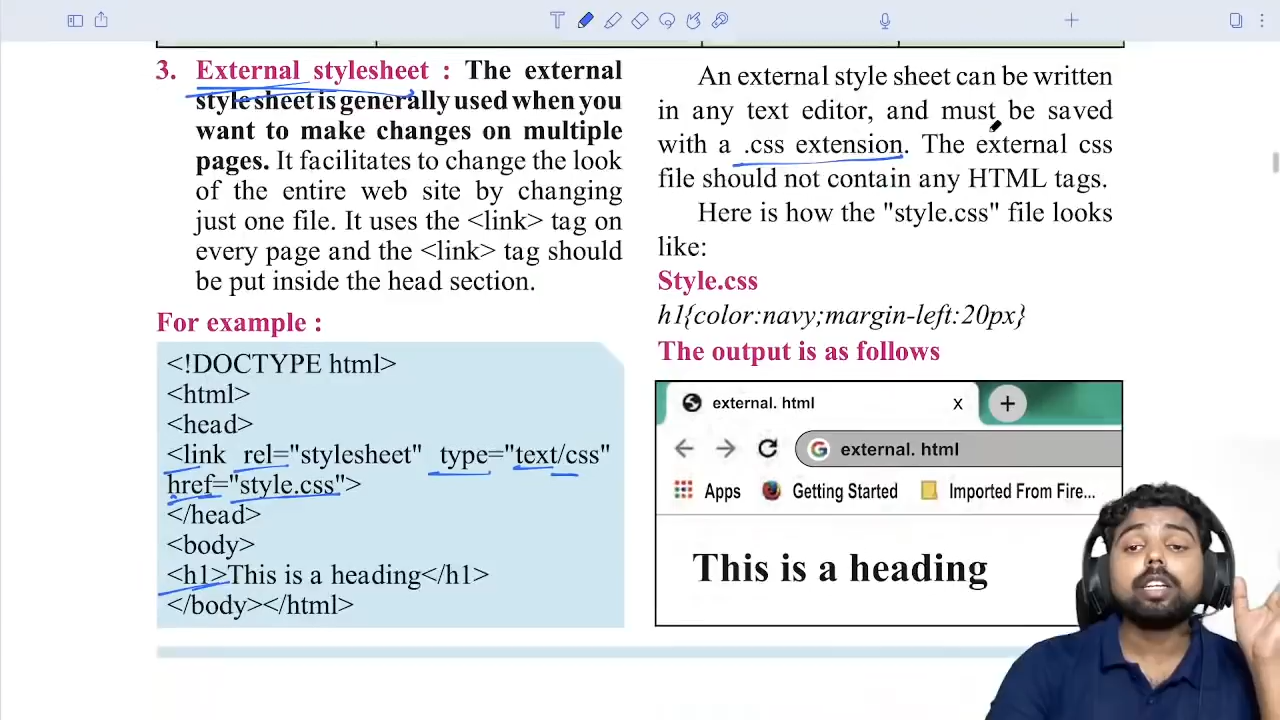 3. External stylesheet : The external
style sheet is generally used when you
want to make changes on multiple
pages. It facilitates to change the look
of the entire web site by changing
just one file. It uses the <link> tag on
every page and the <link> tag should
be put inside the head section.
For example :
<!DOCTYPE html>
<html>
<head>
<link rel="stylesheet" type="text/css"
href="style.css">
</head>
<body>
<h1>This is a heading</h1>
</body></html>
An external style sheet can be written
in any text editor, and must be saved
with a .css extension. The external css
file should not contain any HTML tags.
Here is how the "style.css" file looks
like:
Style.css
h1{color:navy;margin-left:20px}
The output is as follows
external. html x +
G external. html
Apps Getting Started Imported From Fire...
This is a heading